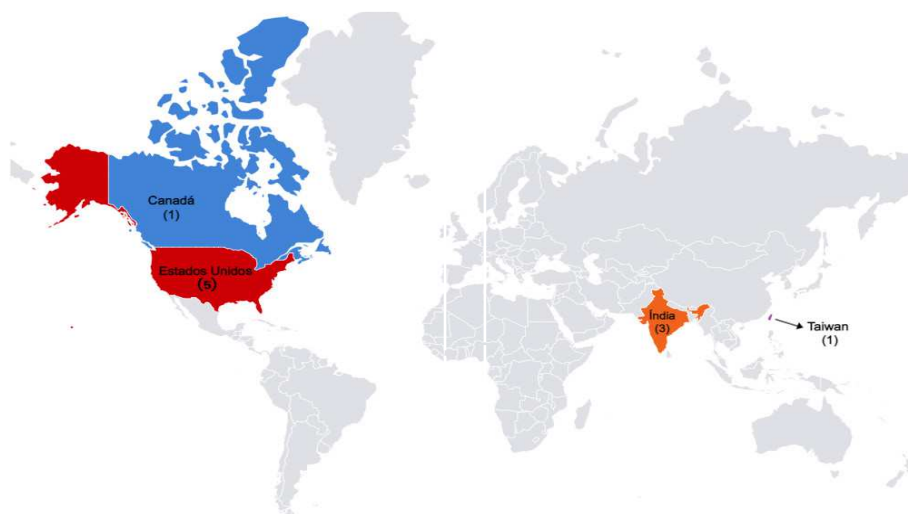 Canadá
(1)
Estados Unidos
(5)
Índia
(3)
Taiwan
(1)